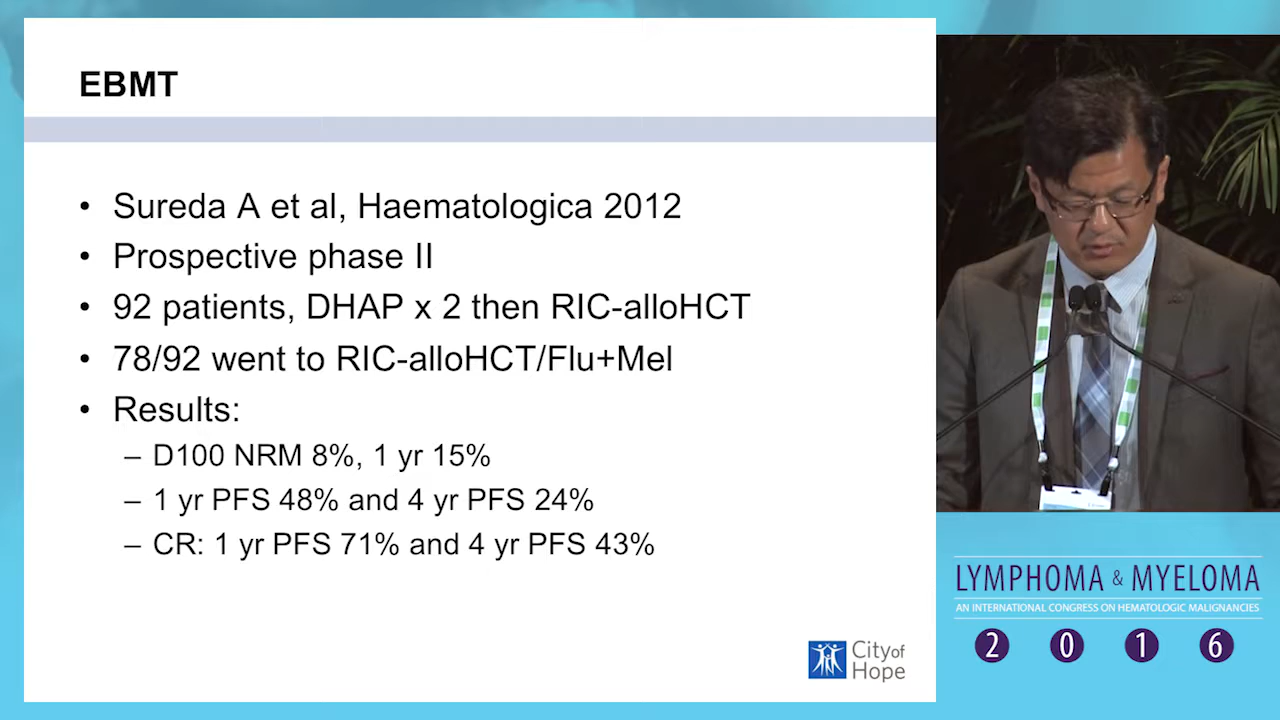 EBMT
• Sureda A et al, Haematologica 2012
• Prospective phase II
• 92 patients, DHAP x 2 then RIC-alloHCT
• 78/92 went to RIC-alloHCT/Flu+Mel
• Results:
– D100 NRM 8%, 1 yr 15%
– 1 yr PFS 48% and 4 yr PFS 24%
– CR: 1 yr PFS 71% and 4 yr PFS 43%
City of
Hope
LYMPHOMA & MYELOMA
AN INTERNATIONAL CONGRESS ON HEMATOLOGIC MALIGNANCIES
2 0 1 6